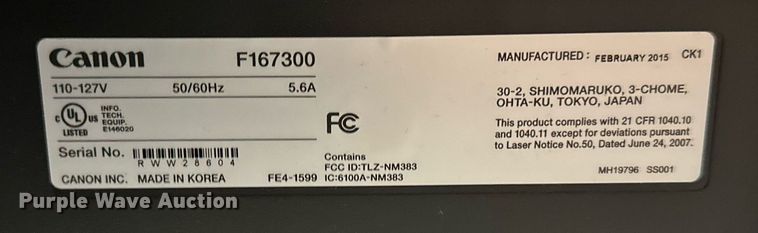 Canon F167300
110-127V 50/60Hz 5.6A
C UL US LISTED
INFO.
TECH.
EQUIP.
E146020
FC
Serial No. RWW28604
CANON INC. MADE IN KOREA FE4-1599
Contains
FCC ID:TLZ-NM383
IC:6100A-NM383
MANUFACTURED: FEBRUARY 2015 CK1
30-2, SHIMOMARUKO, 3-CHOME,
OHTA-KU, TOKYO, JAPAN
This product complies with 21 CFR 1040.10
and 1040.11 except for deviations pursuant
to Laser Notice No.50, Dated June 24, 2007.
MH19796 SS001
Purple Wave Auction